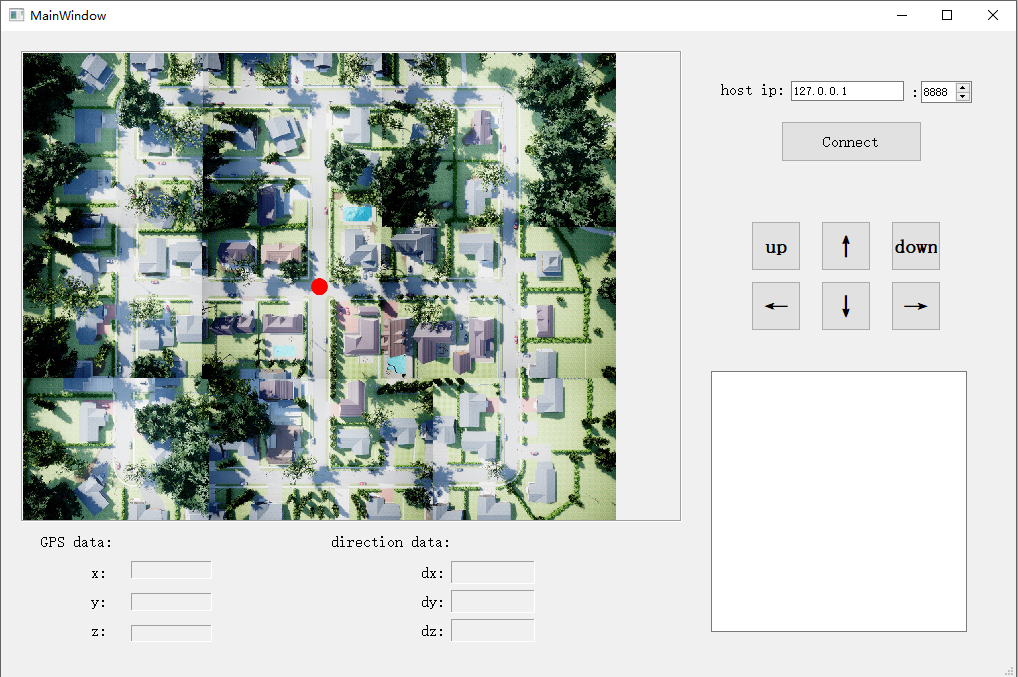 MainWindow
host ip: 127.0.0.1 : 8888
Connect
up ↑ down
← ↓ →
GPS data:
direction data:
x:
dx:
y:
dy:
z:
dz: